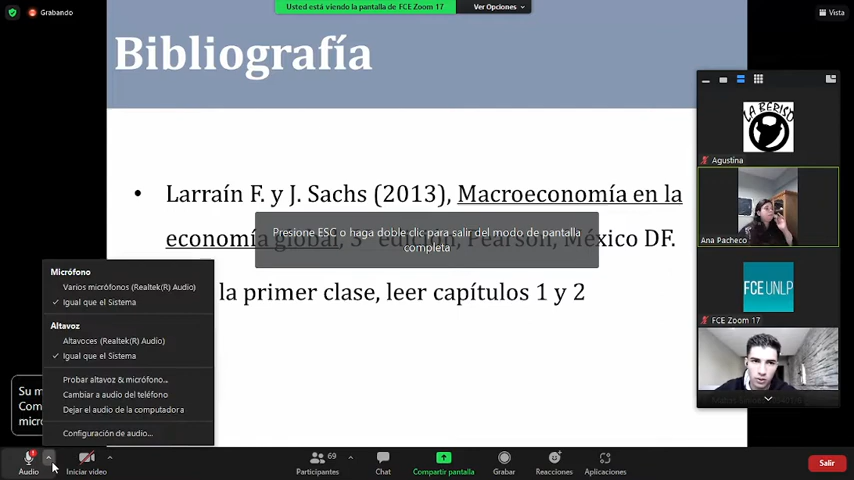 Grabando
Usted está viendo la pantalla de FCE Zoom 17
Ver Opciones
Vista
Bibliografía
• Larraín F. y J. Sachs (2013), Macroeconomía en la
economía global, 3° edición, Pearson, México DF.
la primer clase, leer capítulos 1 y 2
Presione ESC o haga doble clic para salir del modo de pantalla
completa
LA BERISO
Agustina
Ana Pacheco
FCE UNLP
FCE Zoom 17
Micrófono
Varios micrófonos (Realtek(R) Audio)
✓ Igual que el Sistema
Altavoz
Altavoces (Realtek(R) Audio)
✓ Igual que el Sistema
Probar altavoz & micrófono...
Cambiar a audio del teléfono
Dejar el audio de la computadora
Configuración de audio...
Su m
Com
micró
Audio
Iniciar video
69
Participantes
Chat
Compartir pantalla
Grabar
Reacciones
Aplicaciones
Salir